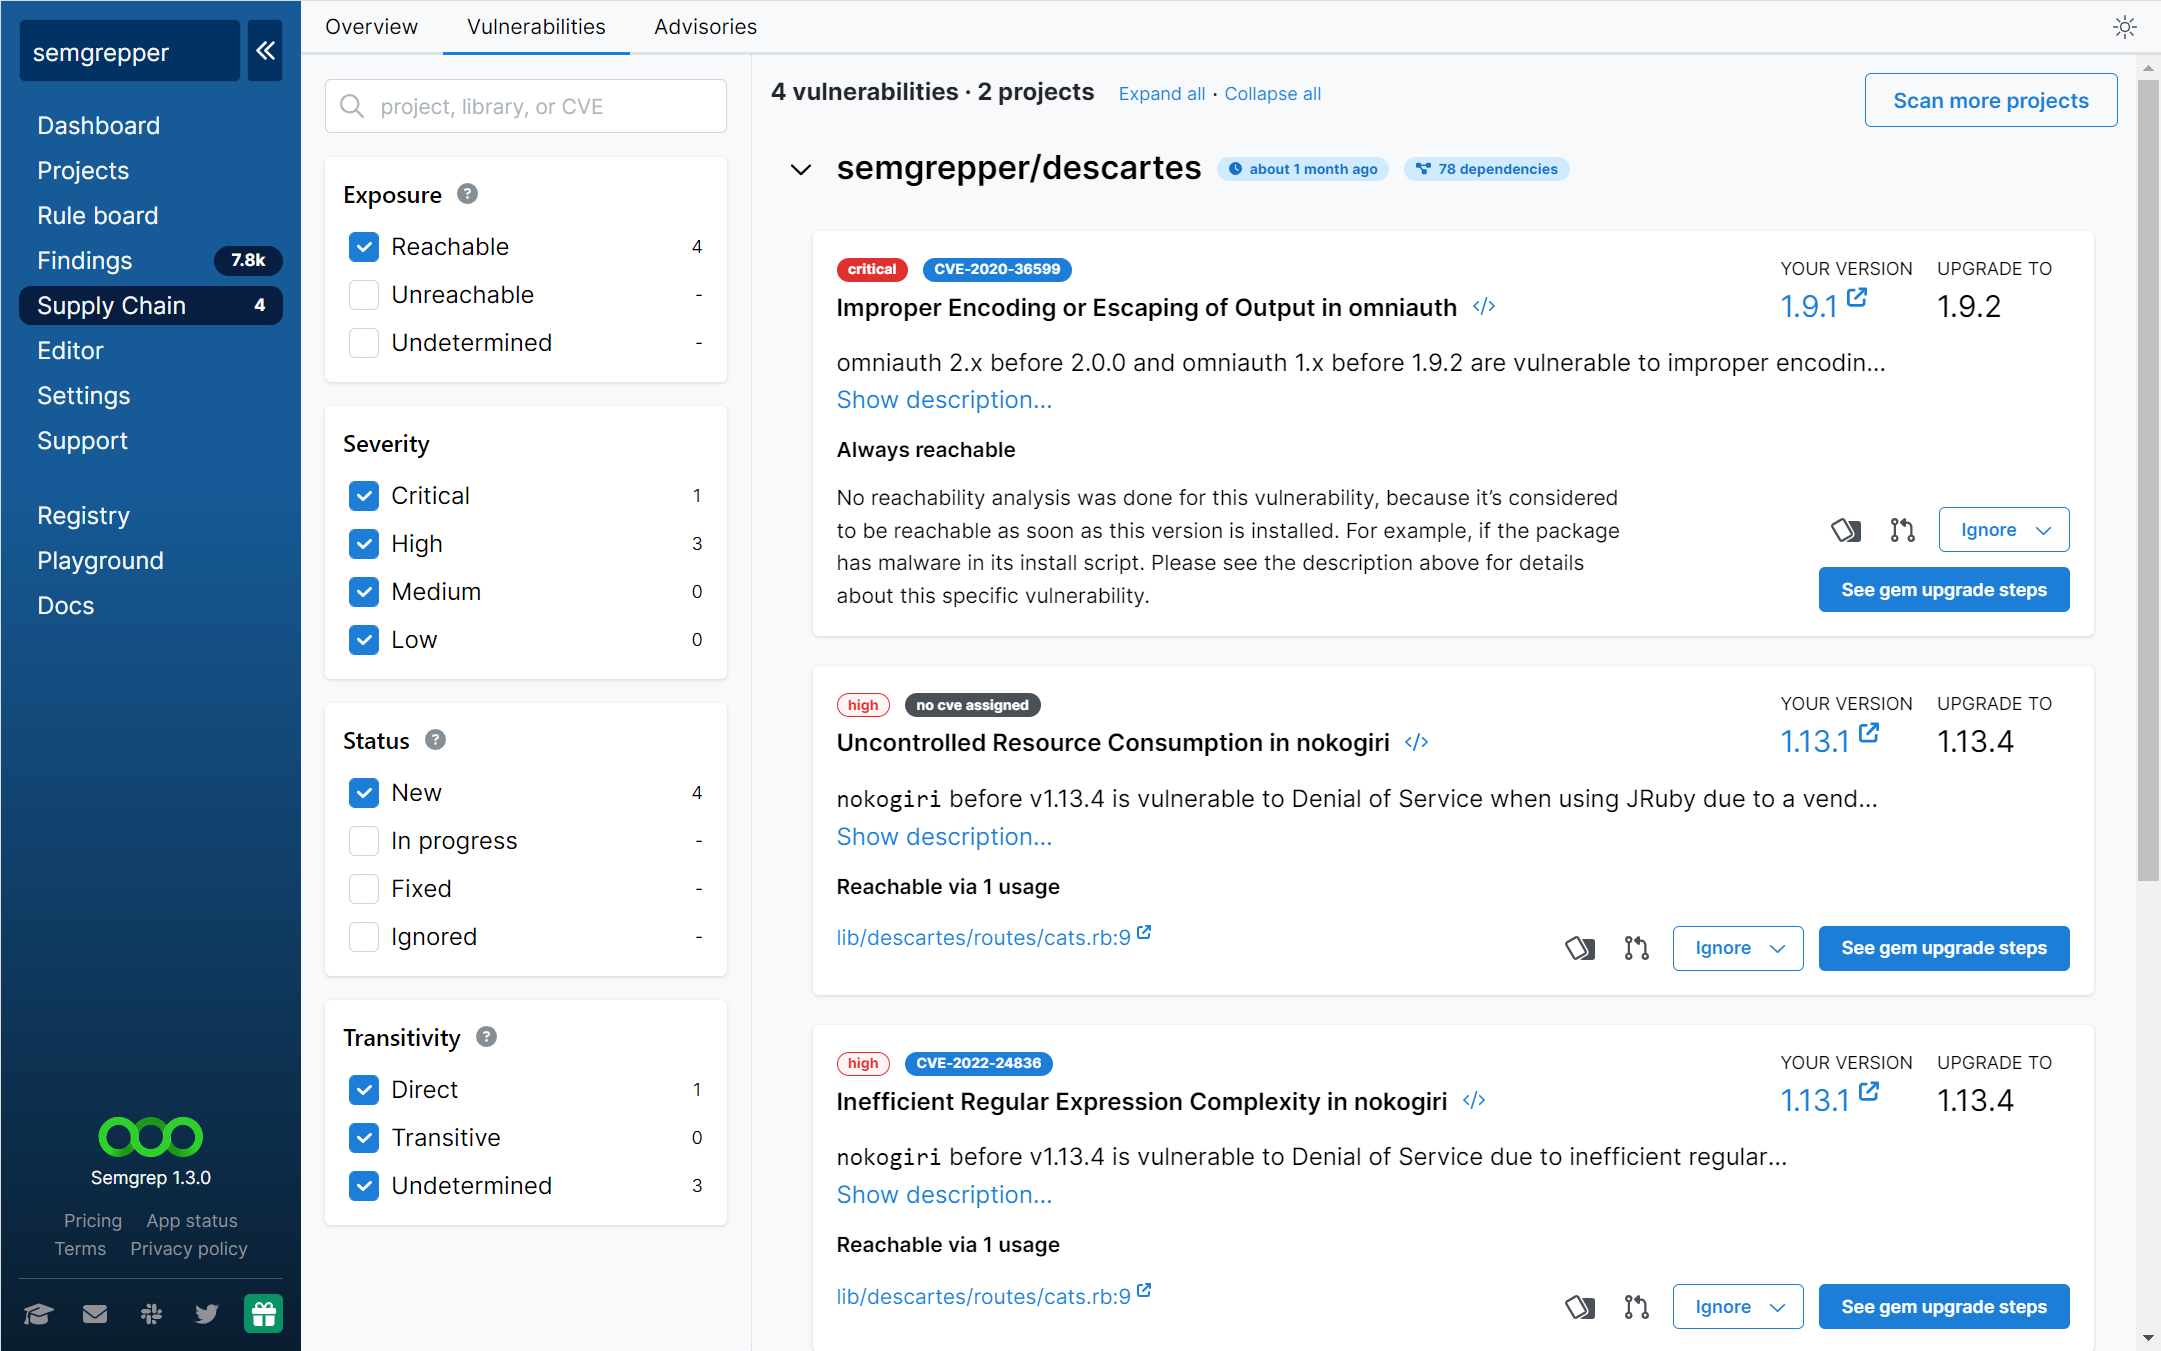 semgrepper
Dashboard
Projects
Rule board
Findings 7.8k
Supply Chain 4
Editor
Settings
Support
Registry
Playground
Docs
Semgrep 1.3.0
Pricing App status
Terms Privacy policy
Overview Vulnerabilities Advisories
project, library, or CVE
Exposure ?
Reachable 4
Unreachable -
Undetermined -
Severity
Critical 1
High 3
Medium 0
Low 0
Status ?
New 4
In progress -
Fixed -
Ignored -
Transitivity ?
Direct 1
Transitive 0
Undetermined 3
4 vulnerabilities · 2 projects Expand all · Collapse all
Scan more projects
semgrepper/descartes about 1 month ago 78 dependencies
critical CVE-2020-36599
YOUR VERSION UPGRADE TO
Improper Encoding or Escaping of Output in omniauth </>
1.9.1 1.9.2
omniauth 2.x before 2.0.0 and omniauth 1.x before 1.9.2 are vulnerable to improper encodin...
Show description...
Always reachable
No reachability analysis was done for this vulnerability, because it’s considered
to be reachable as soon as this version is installed. For example, if the package
has malware in its install script. Please see the description above for details
about this specific vulnerability.
Ignore
See gem upgrade steps
high no cve assigned
YOUR VERSION UPGRADE TO
Uncontrolled Resource Consumption in nokogiri </>
1.13.1 1.13.4
nokogiri before v1.13.4 is vulnerable to Denial of Service when using JRuby due to a vend...
Show description...
Reachable via 1 usage
lib/descartes/routes/cats.rb:9
Ignore See gem upgrade steps
high CVE-2022-24836
YOUR VERSION UPGRADE TO
Inefficient Regular Expression Complexity in nokogiri </>
1.13.1 1.13.4
nokogiri before v1.13.4 is vulnerable to Denial of Service due to inefficient regular...
Show description...
Reachable via 1 usage
lib/descartes/routes/cats.rb:9
Ignore See gem upgrade steps